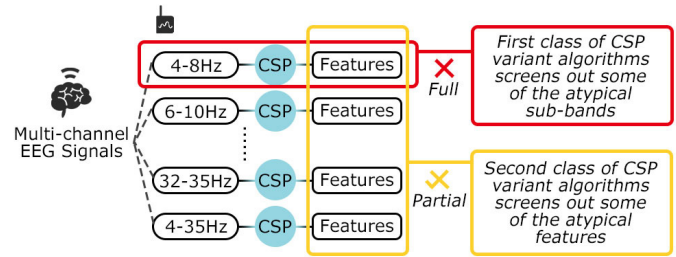 Multi-channel
EEG Signals
4-8Hz
CSP
Features
6-10Hz
CSP
Features
32-35Hz
CSP
Features
4-35Hz
CSP
Features
Full
First class of CSP
variant algorithms
screens out some
of the atypical
sub-bands
Partial
Second class of CSP
variant algorithms
screens out some
of the atypical
features